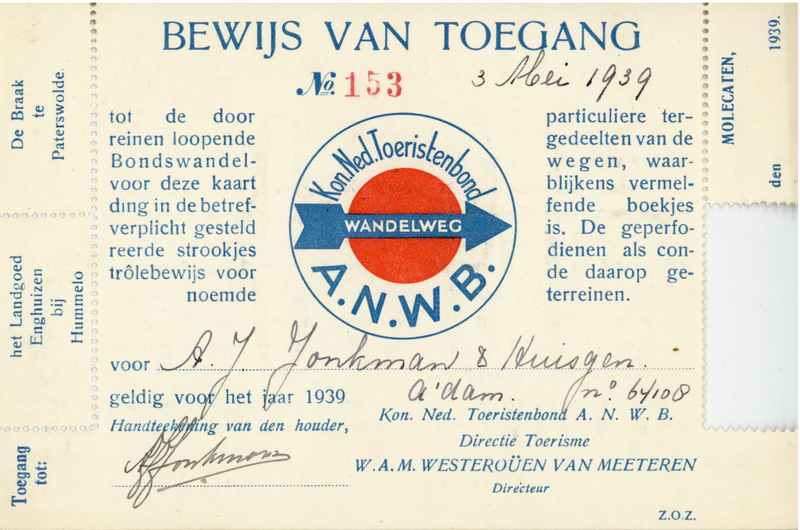 BEWIJS VAN TOEGANG
No. 153
3 Mei 1939
tot de door particuliere ter-
reinen loopende gedeelten van de
Bondswandel- wegen, waar-
voor deze kaart blijkens vermel-
ding in de betref- fende boekjes
verplicht gesteld is. De geperfo-
reerde strookjes dienen als con-
trôlebewijs voor de daarop ge-
noemde terreinen.
Kon. Ned. Toeristenbond
WANDELWEG
A.N.W.B.
voor A. J. Jonkman & Huisgen.
geldig voor het jaar 1939 A'dam. no. 64108
Handteekening van den houder, Kon. Ned. Toeristenbond A. N. W. B.
Directie Toerisme
AJJonkman W.A.M. WESTEROÜEN VAN MEETEREN
Directeur
Z.O.Z.
De Braak
te
Paterswolde.
het Landgoed
Enghuizen
bij
Hummelo
Toegang
tot:
MOLECATEN,
den 1939.